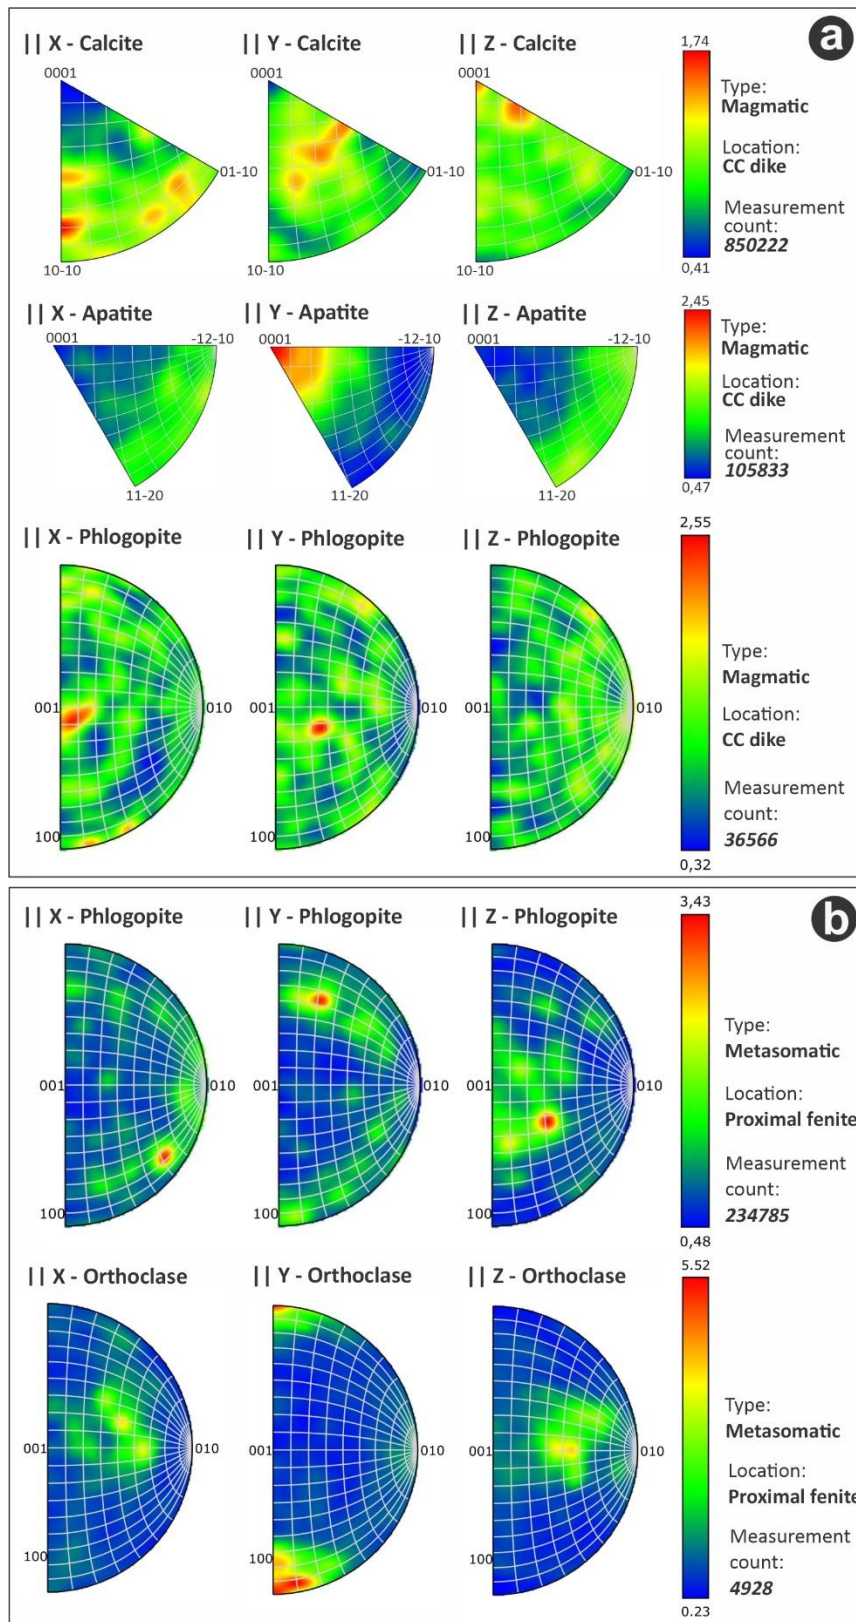 a
|| X - Calcite
|| Y - Calcite
|| Z - Calcite
0001
0001
0001
01-10
01-10
01-10
10-10
10-10
10-10
1,74
0,41
Type:
Magmatic
Location:
CC dike
Measurement
count:
850222
|| X - Apatite
|| Y - Apatite
|| Z - Apatite
0001
-12-10
0001
-12-10
0001
-12-10
11-20
11-20
11-20
2,45
0,47
Type:
Magmatic
Location:
CC dike
Measurement
count:
105833
|| X - Phlogopite
|| Y - Phlogopite
|| Z - Phlogopite
001
010
001
010
001
010
100
100
100
2,55
0,32
Type:
Magmatic
Location:
CC dike
Measurement
count:
36566
b
|| X - Phlogopite
|| Y - Phlogopite
|| Z - Phlogopite
001
010
001
010
001
010
100
100
100
3,43
0,48
Type:
Metasomatic
Location:
Proximal fenite
Measurement
count:
234785
|| X - Orthoclase
|| Y - Orthoclase
|| Z - Orthoclase
001
010
001
010
001
010
100
100
100
5.52
0.23
Type:
Metasomatic
Location:
Proximal fenite
Measurement
count:
4928